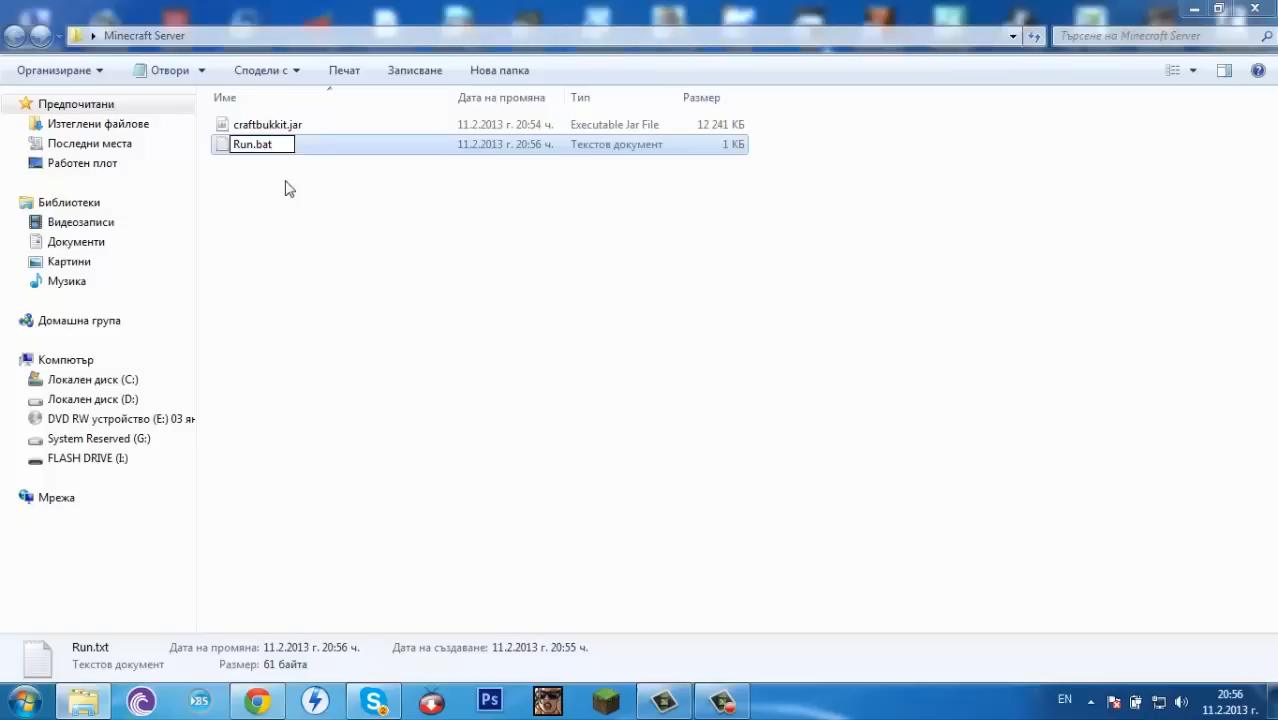 Minecraft Server
Търсене на Minecraft Server
Организиране Отвори Сподели с Печат Записване Нова папка
Име Дата на промяна Тип Размер
craftbukkit.jar 11.2.2013 г. 20:54 ч. Executable Jar File 12 241 КБ
Run.bat 11.2.2013 г. 20:56 ч. Текстов документ 1 КБ
Предпочитани
Изтеглени файлове
Последни места
Работен плот
Библиотеки
Видеозаписи
Документи
Картини
Музика
Домашна група
Компютър
Локален диск (C:)
Локален диск (D:)
DVD RW устройство (E:) 03 ян
System Reserved (G:)
FLASH DRIVE (I:)
Мрежа
Run.txt Дата на промяна: 11.2.2013 г. 20:56 ч. Дата на създаване: 11.2.2013 г. 20:55 ч.
Текстов документ Размер: 61 байта
BS
S 2
Ps
EN
20:56
11.2.2013 г.